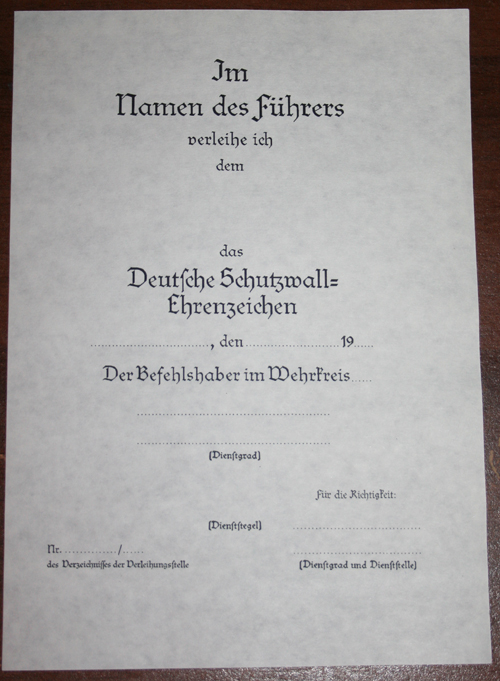 Im
Namen des Führers
verleihe ich
dem
das
Deutsche Schutzwall=
Ehrenzeichen
................................, den......................... 19......
Der Befehlshaber im Wehrkreis......
....................................................
....................................................
(Dienstgrad)
Für die Richtigkeit:
(Dienststegel) ..................................
Nr. .............../......
des Verzeichnisses der Verleihungsstelle
..................................
(Dienstgrad und Dienststelle)